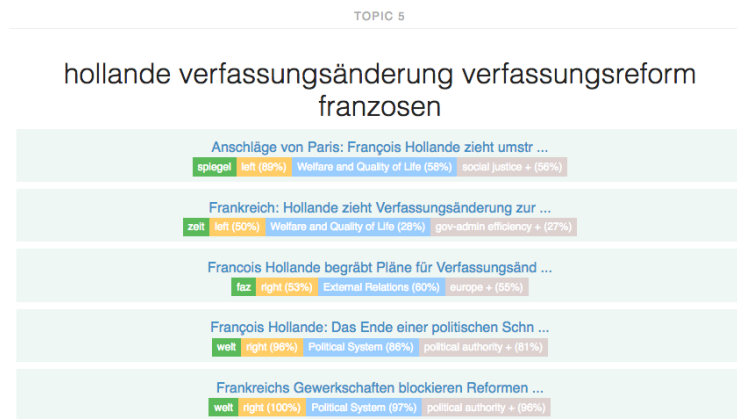 TOPIC 5
hollande verfassungsänderung verfassungsreform
franzosen
Anschläge von Paris: François Hollande zieht umstr ...
spiegel left (89%) Welfare and Quality of Life (58%) social justice + (56%)
Frankreich: Hollande zieht Verfassungsänderung zur ...
zeit left (50%) Welfare and Quality of Life (28%) gov-admin efficiency + (27%)
Francois Hollande begräbt Pläne für Verfassungsänd ...
faz right (53%) External Relations (60%) europe + (55%)
François Hollande: Das Ende einer politischen Schn ...
welt right (96%) Political System (86%) political authority + (81%)
Frankreichs Gewerkschaften blockieren Reformen ...
welt right (100%) Political System (97%) political authority + (96%)